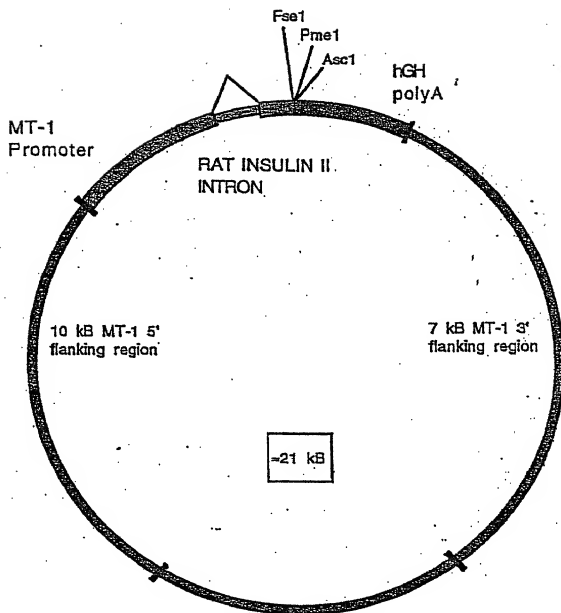 Fse1
Pme1
Asc1
hGH
polyA
MT-1
Promoter
RAT INSULIN II
INTRON
10 kB MT-1 5'
flanking region
7 kB MT-1 3'
flanking region
≈21 kB